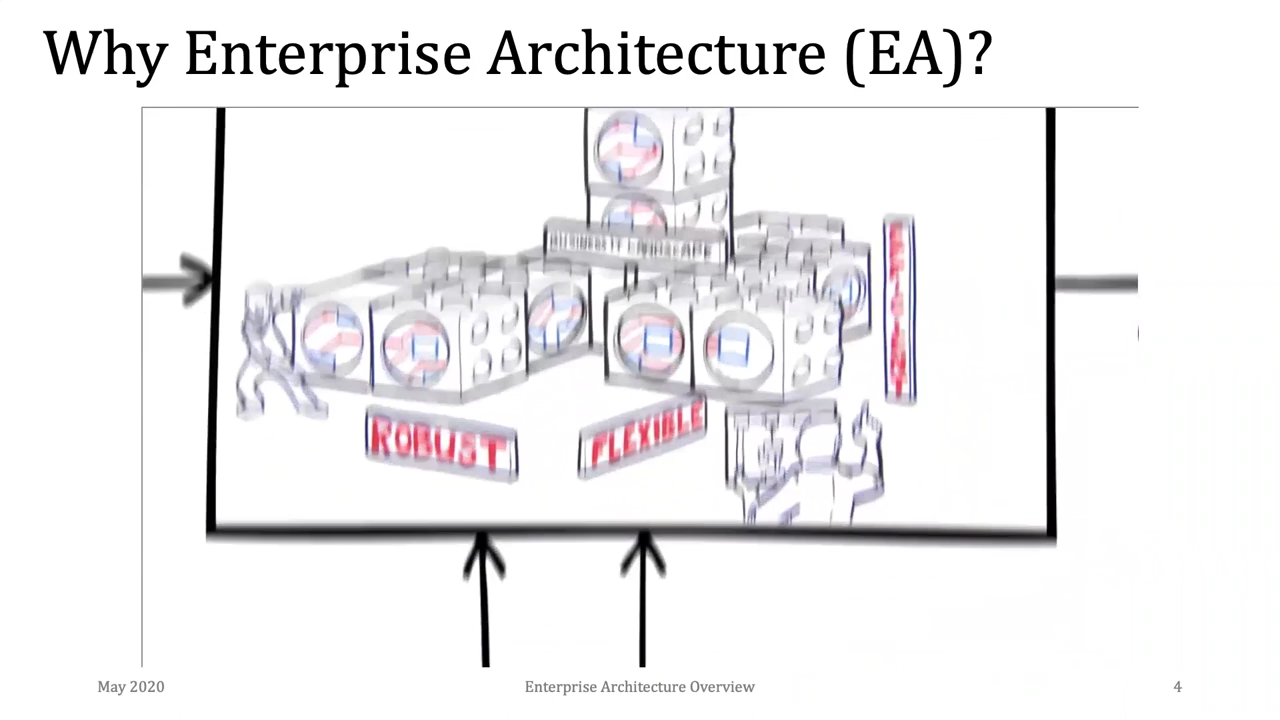 Why Enterprise Architecture (EA)?
ROBUST
FLEXIBLE
May 2020
Enterprise Architecture Overview
4